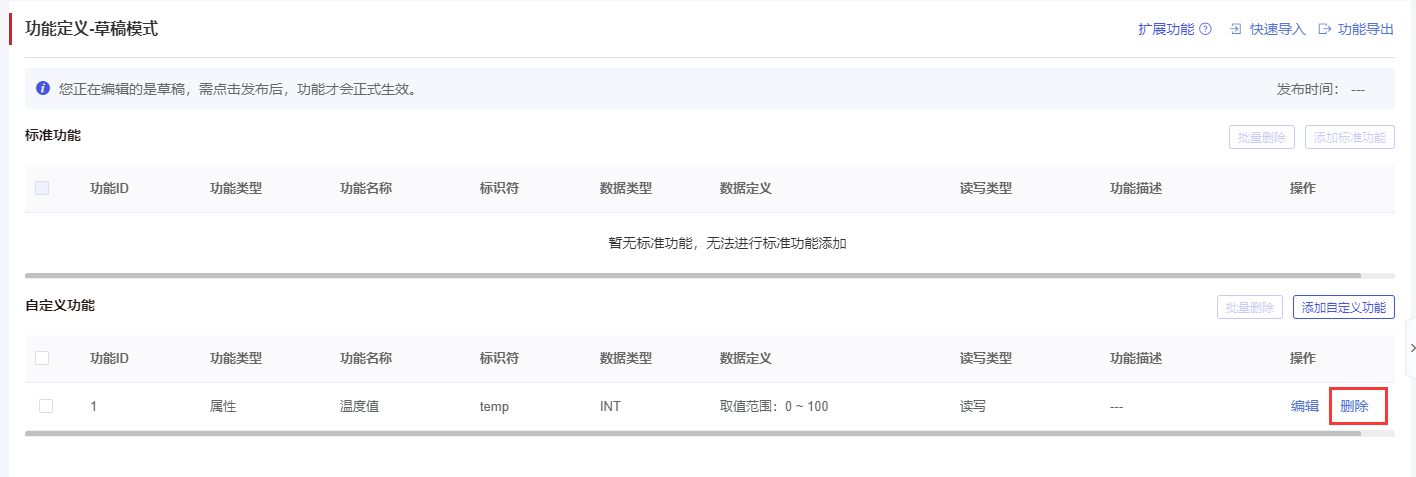 功能定义-草稿模式
扩展功能 快速导入 功能导出
您正在编辑的是草稿，需点击发布后，功能才会正式生效。 发布时间： ---
标准功能 批量删除 添加标准功能
功能ID 功能类型 功能名称 标识符 数据类型 数据定义 读写类型 功能描述 操作
暂无标准功能，无法进行标准功能添加
自定义功能 批量删除 添加自定义功能
功能ID 功能类型 功能名称 标识符 数据类型 数据定义 读写类型 功能描述 操作
1 属性 温度值 temp INT 取值范围：0 ~ 100 读写 --- 编辑 删除